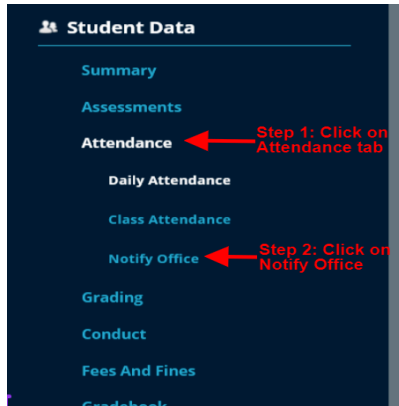 Student Data
Summary
Assessments
Attendance
Step 1: Click on
Attendance tab
Daily Attendance
Class Attendance
Notify Office
Step 2: Click on
Notify Office
Grading
Conduct
Fees And Fines
Gradebook